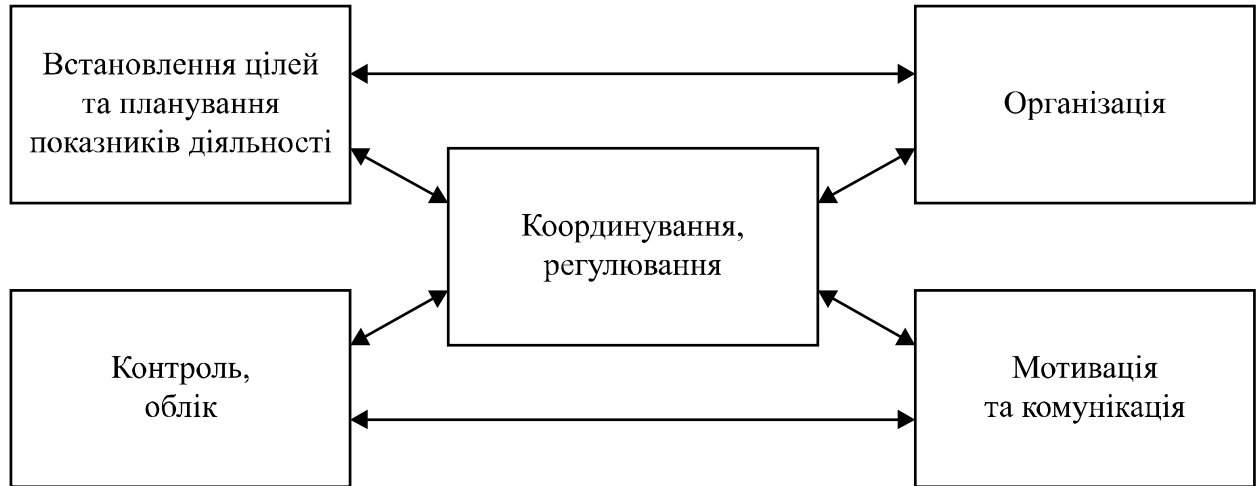 Встановлення цілей
та планування
показників діяльності
Організація
Координування,
регулювання
Контроль,
облік
Мотивація
та комунікація